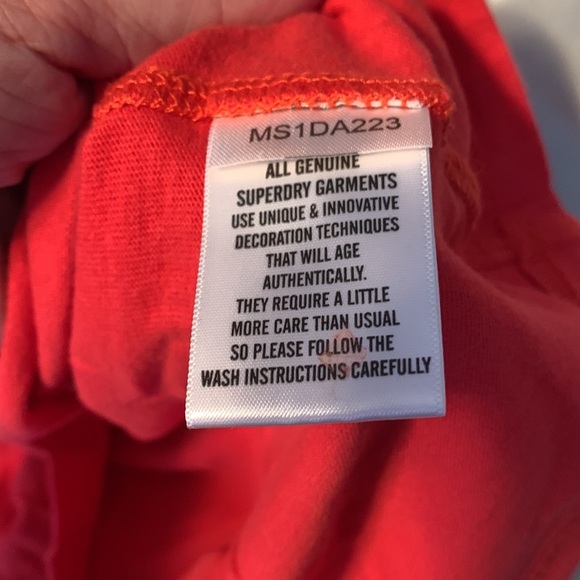 MS1DA223
ALL GENUINE
SUPERDRY GARMENTS
USE UNIQUE & INNOVATIVE
DECORATION TECHNIQUES
THAT WILL AGE
AUTHENTICALLY.
THEY REQUIRE A LITTLE
MORE CARE THAN USUAL
SO PLEASE FOLLOW THE
WASH INSTRUCTIONS CAREFULLY